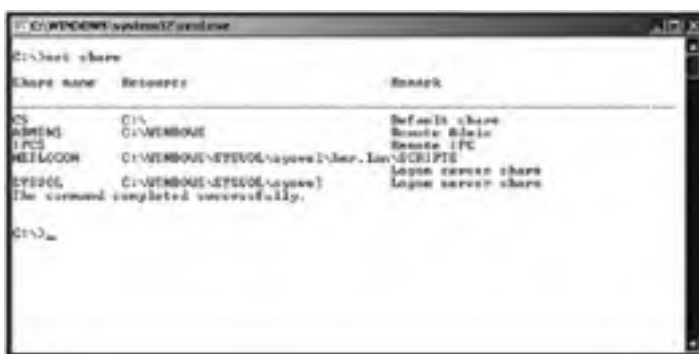 C:\WINDOWS\system32\cmd.exe
C:\>net share
Share name Resource Remark
C$ C:\ Default share
ADMIN$ C:\WINDOWS Remote Admin
IPC$ Remote IPC
NETLOGON C:\WINDOWS\SYSVOL\sysvol\ \SCRIPTS
Logon server share
SYSVOL C:\WINDOWS\SYSVOL\sysvol Logon server share
The command completed successfully.
C:\>_